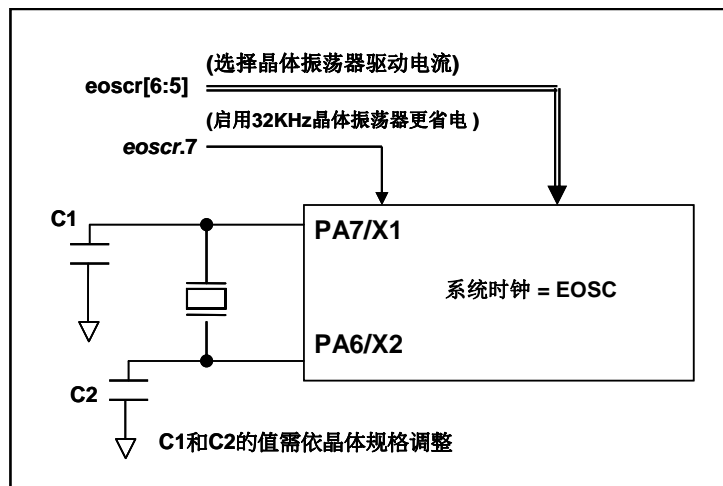 (选择晶体振荡器驱动电流)
eoscr[6:5]
(启用32KHz晶体振荡器更省电 )
eoscr.7
C1
PA7/X1
系统时钟 = EOSC
PA6/X2
C2
C1和C2的值需依晶体规格调整